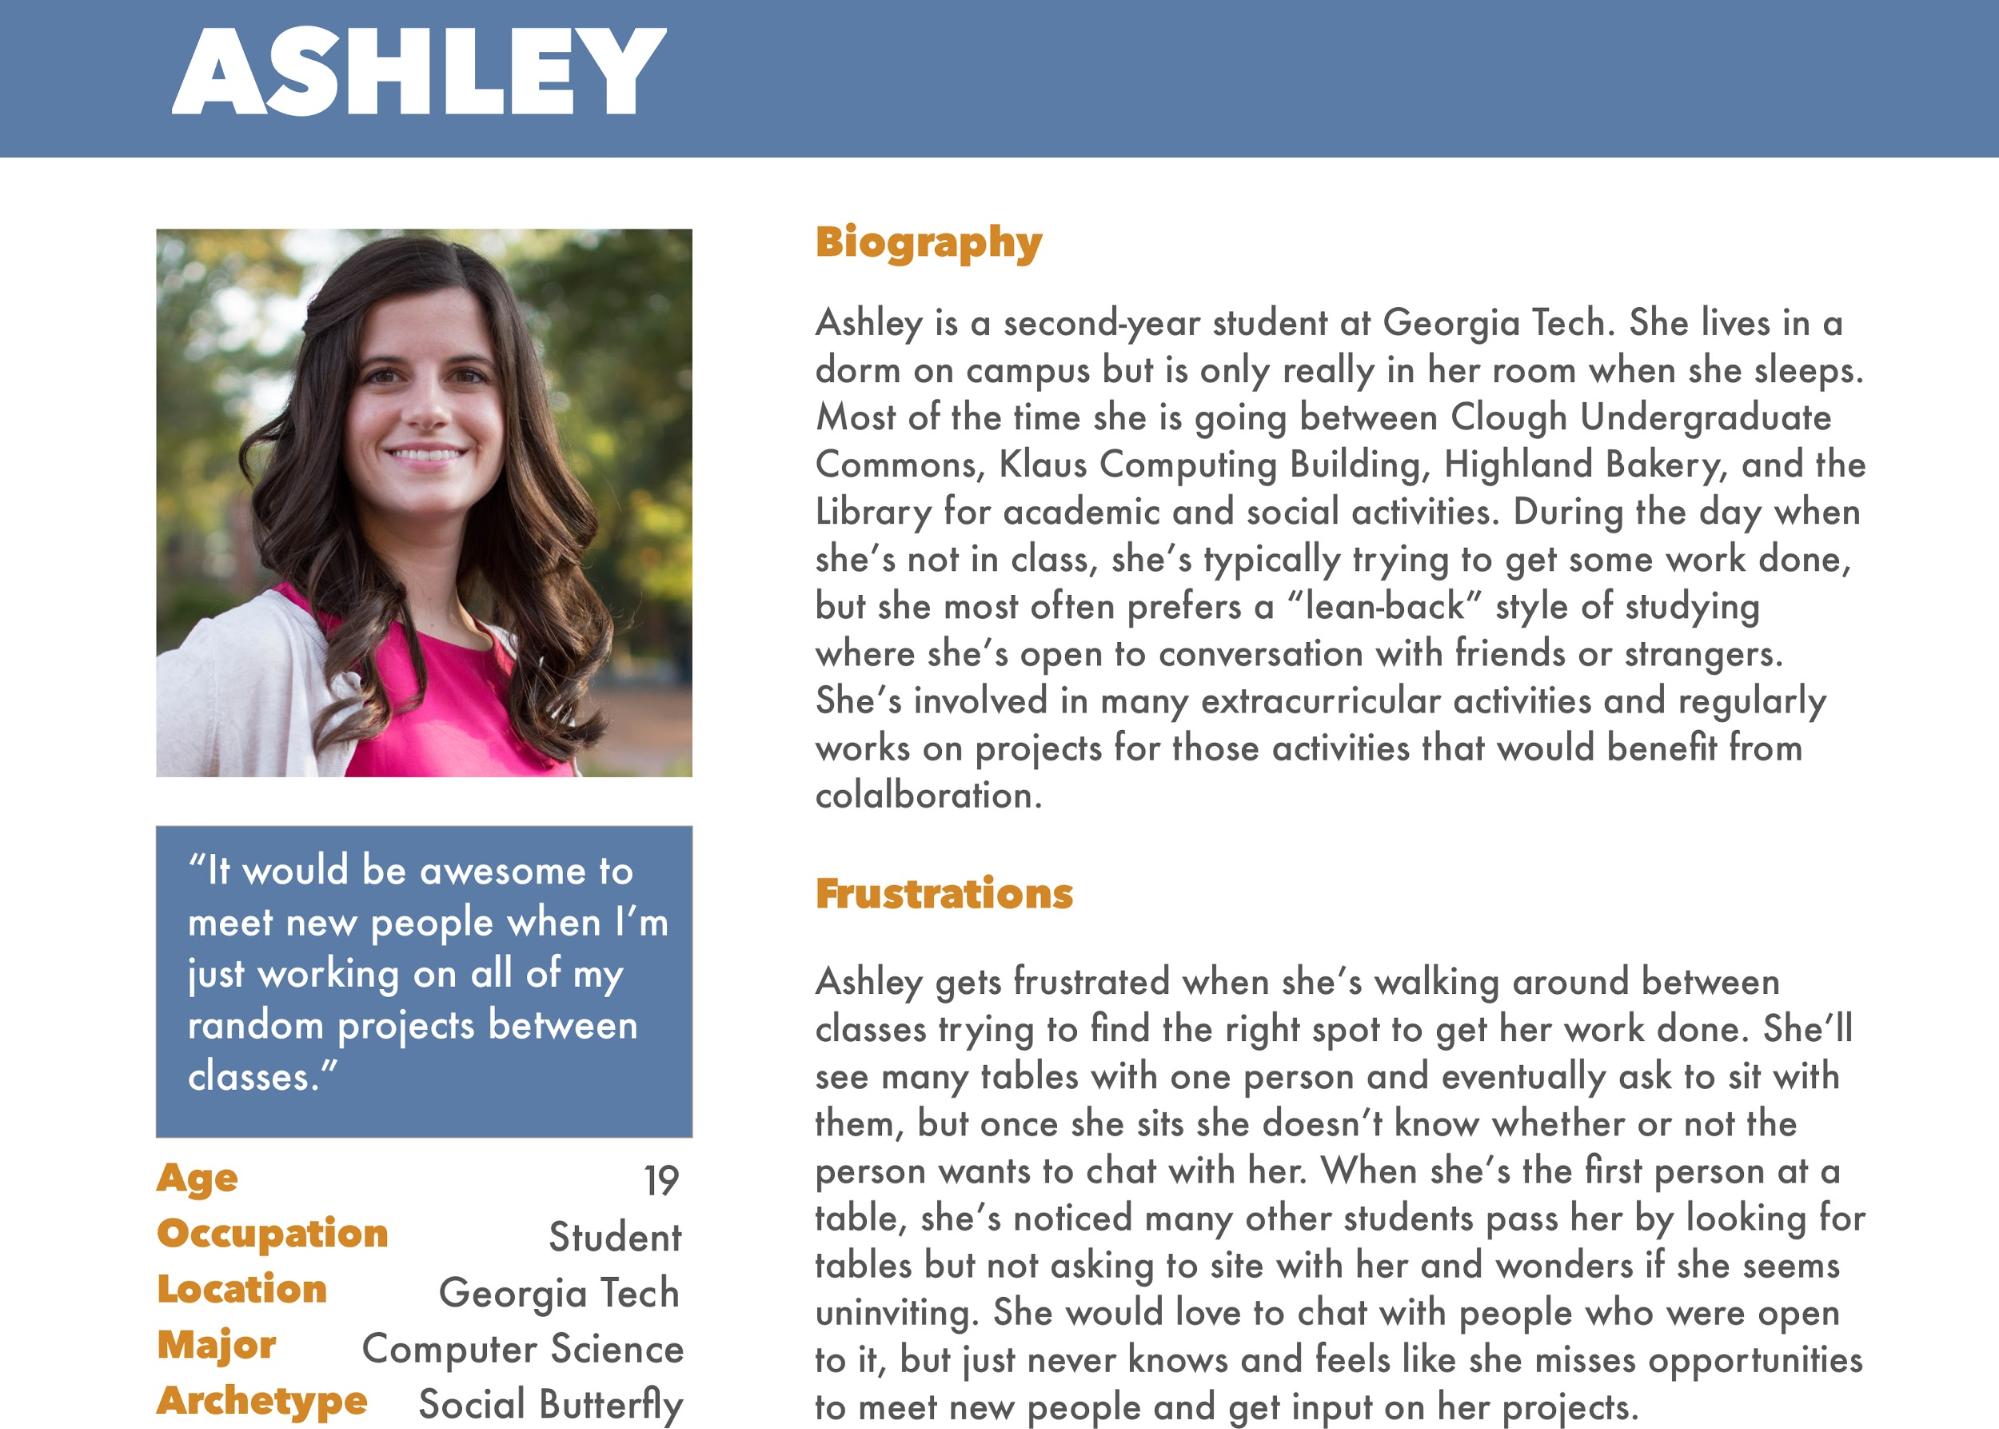 ASHLEY
“It would be awesome to
meet new people when I’m
just working on all of my
random projects between
classes.”
Age 19
Occupation Student
Location Georgia Tech
Major Computer Science
Archetype Social Butterfly
Biography
Ashley is a second-year student at Georgia Tech. She lives in a
dorm on campus but is only really in her room when she sleeps.
Most of the time she is going between Clough Undergraduate
Commons, Klaus Computing Building, Highland Bakery, and the
Library for academic and social activities. During the day when
she’s not in class, she’s typically trying to get some work done,
but she most often prefers a “lean-back” style of studying
where she’s open to conversation with friends or strangers.
She’s involved in many extracurricular activities and regularly
works on projects for those activities that would benefit from
colalboration.
Frustrations
Ashley gets frustrated when she’s walking around between
classes trying to find the right spot to get her work done. She’ll
see many tables with one person and eventually ask to sit with
them, but once she sits she doesn’t know whether or not the
person wants to chat with her. When she’s the first person at a
table, she’s noticed many other students pass her by looking for
tables but not asking to site with her and wonders if she seems
uninviting. She would love to chat with people who were open
to it, but just never knows and feels like she misses opportunities
to meet new people and get input on her projects.